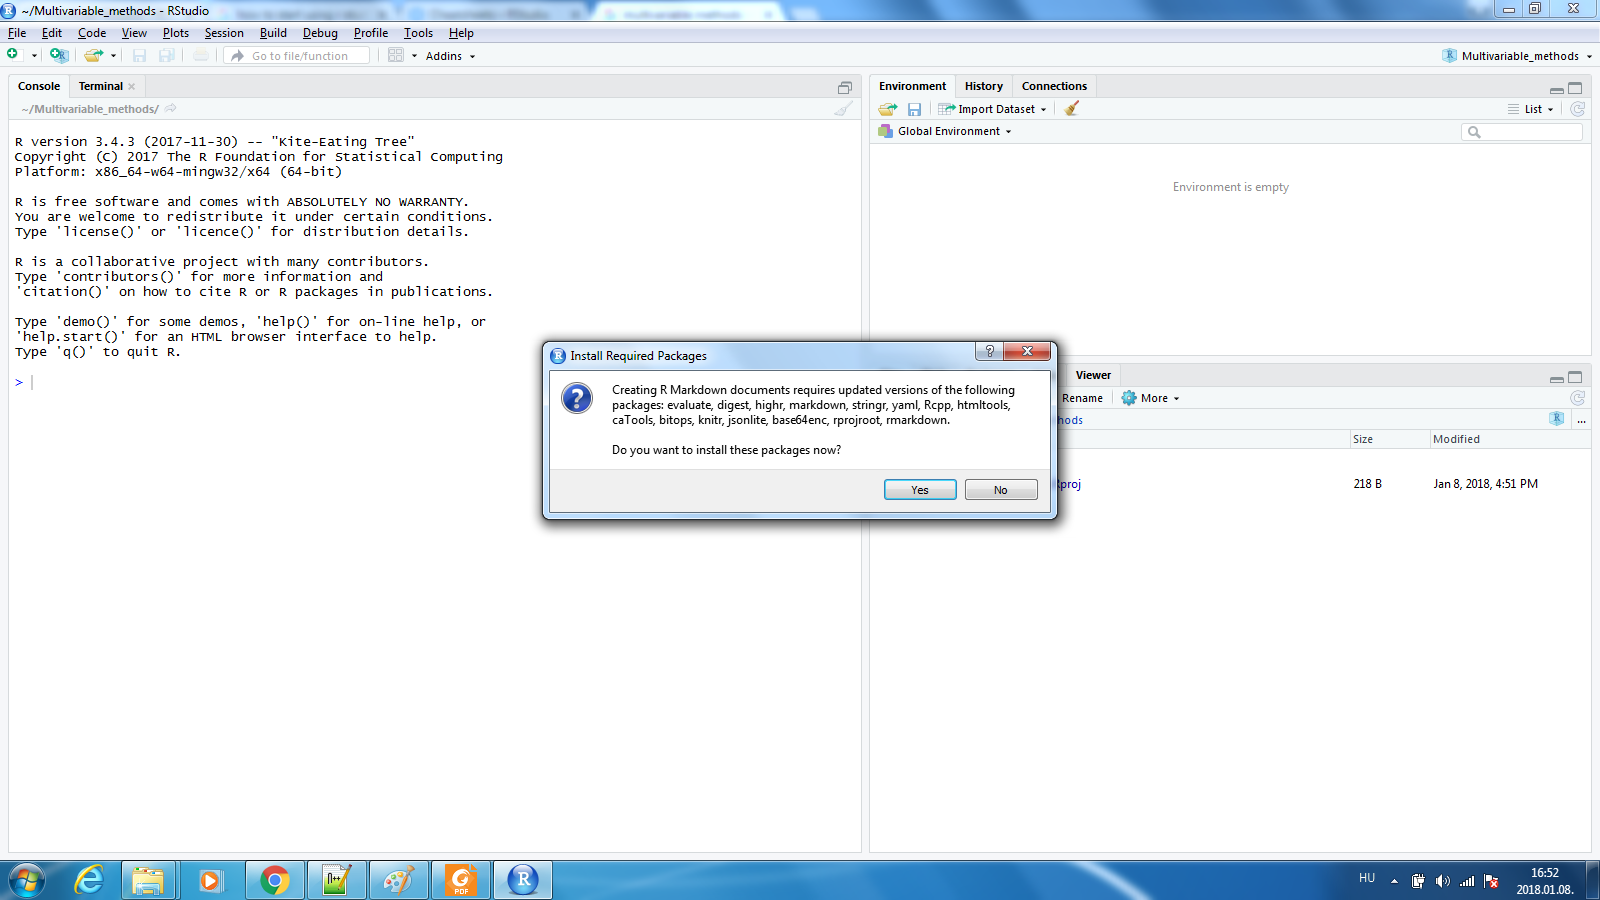 ~/Multivariable_methods - RStudio
File Edit Code View Plots Session Build Debug Profile Tools Help
Go to file/function
Addins
Multivariable_methods
Console Terminal
~/Multivariable_methods/
R version 3.4.3 (2017-11-30) -- "Kite-Eating Tree"
Copyright (C) 2017 The R Foundation for Statistical Computing
Platform: x86_64-w64-mingw32/x64 (64-bit)
R is free software and comes with ABSOLUTELY NO WARRANTY.
You are welcome to redistribute it under certain conditions.
Type 'license()' or 'licence()' for distribution details.
R is a collaborative project with many contributors.
Type 'contributors()' for more information and
'citation()' on how to cite R or R packages in publications.
Type 'demo()' for some demos, 'help()' for on-line help, or
'help.start()' for an HTML browser interface to help.
Type 'q()' to quit R.
>
Environment History Connections
Import Dataset
List
Global Environment
Environment is empty
Install Required Packages
Creating R Markdown documents requires updated versions of the following
packages: evaluate, digest, highr, markdown, stringr, yaml, Rcpp, htmltools,
caTools, bitops, knitr, jsonlite, base64enc, rprojroot, rmarkdown.
Do you want to install these packages now?
Yes No
Viewer
Rename More
hods
...
Size Modified
proj 218 B Jan 8, 2018, 4:51 PM
PDF
HU
16:52
2018.01.08.